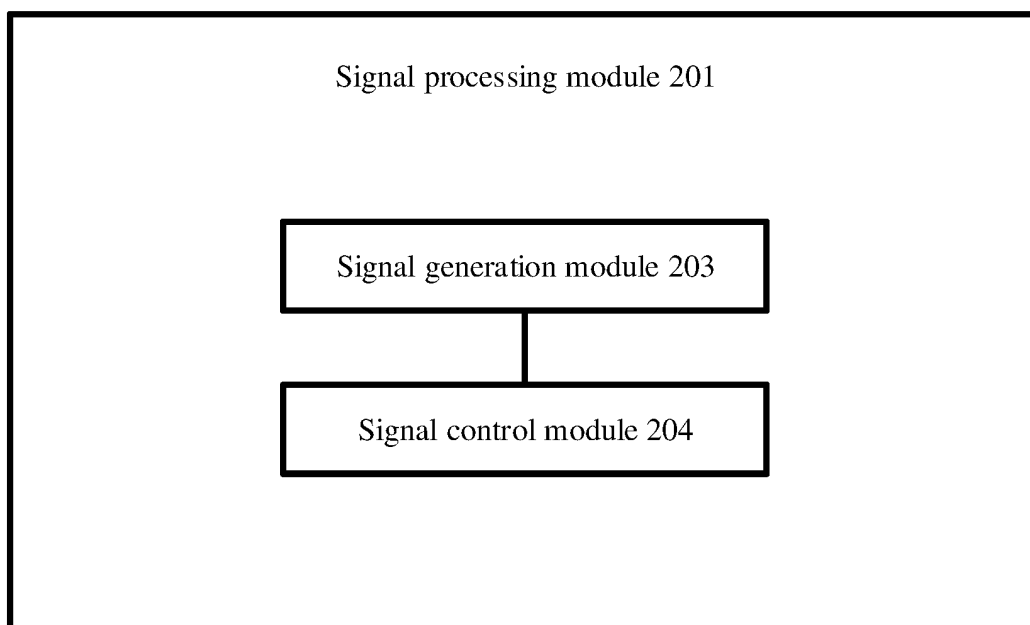 Signal processing module 201
Signal generation module 203
Signal control module 204